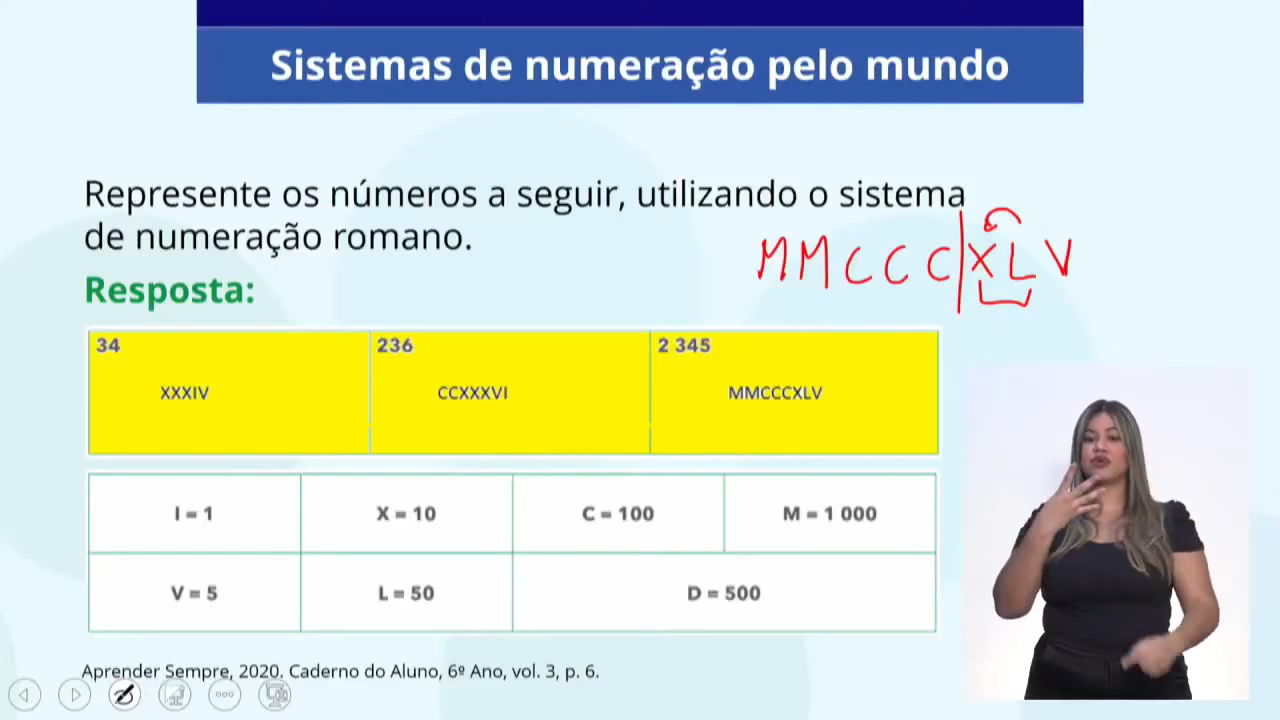 Sistemas de numeração pelo mundo
Represente os números a seguir, utilizando o sistema
de numeração romano.
MMCCC|XLV
Resposta:
34 236 2 345
XXXIV CCXXXVI MMCCCXLV
I = 1 X = 10 C = 100 M = 1 000
V = 5 L = 50 D = 500
Aprender Sempre, 2020. Caderno do Aluno, 6º Ano, vol. 3, p. 6.